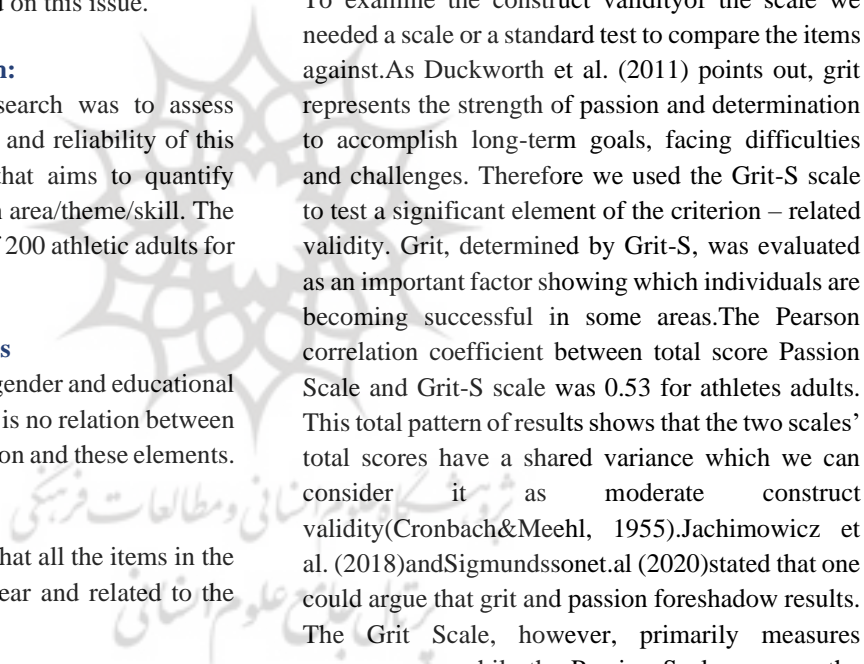 on this issue.
n:
search was to assess
and reliability of this
hat aims to quantify
area/theme/skill. The
200 athletic adults for
s
gender and educational
is no relation between
on and these elements.
hat all the items in the
ear and related to the
To examine the construct validityof the scale we
needed a scale or a standard test to compare the items
against.As Duckworth et al. (2011) points out, grit
represents the strength of passion and determination
to accomplish long-term goals, facing difficulties
and challenges. Therefore we used the Grit-S scale
to test a significant element of the criterion – related
validity. Grit, determined by Grit-S, was evaluated
as an important factor showing which individuals are
becoming successful in some areas.The Pearson
correlation coefficient between total score Passion
Scale and Grit-S scale was 0.53 for athletes adults.
This total pattern of results shows that the two scales’
total scores have a shared variance which we can
consider it as moderate construct
validity(Cronbach&Meehl, 1955).Jachimowicz et
al. (2018)andSigmundssonet.al (2020)stated that one
could argue that grit and passion foreshadow results.
The Grit Scale, however, primarily measures
پژوهشگاه علوم انسانی و مطالعات فرهنگی
پرتال جامع علوم انسانی